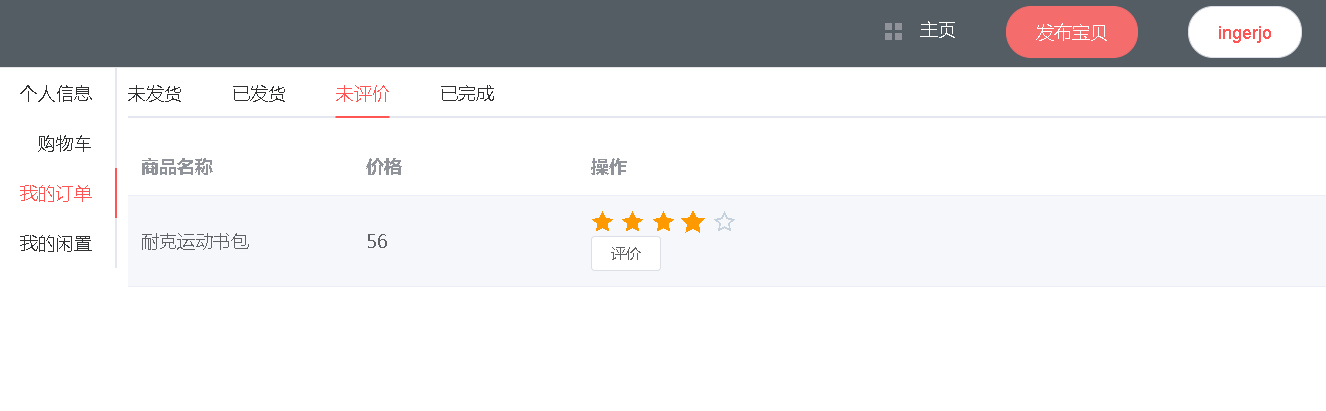 主页 发布宝贝 ingerjo
个人信息
购物车
我的订单
我的闲置
未发货 已发货 未评价 已完成
商品名称 价格 操作
耐克运动书包 56
评价